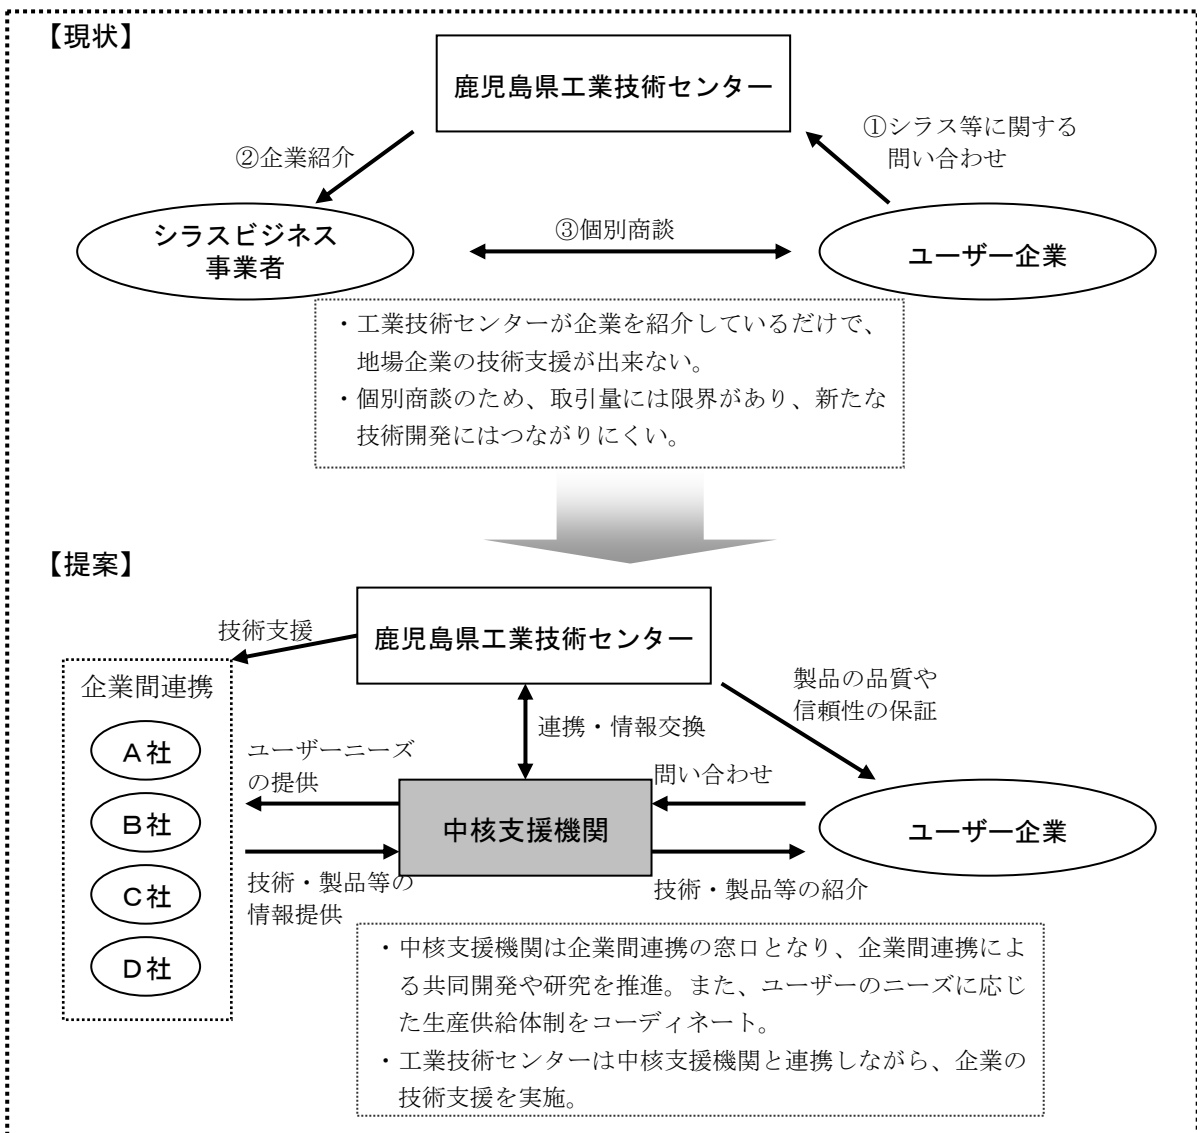 【現状】
鹿児島県工業技術センター
①シラス等に関する
問い合わせ
②企業紹介
シラスビジネス
事業者
③個別商談
ユーザー企業
・工業技術センターが企業を紹介しているだけで、
地場企業の技術支援が出来ない。
・個別商談のため、取引量には限界があり、新たな
技術開発にはつながりにくい。
【提案】
鹿児島県工業技術センター
技術支援
企業間連携
A社
B社
C社
D社
製品の品質や
信頼性の保証
連携・情報交換
ユーザーニーズ
の提供
問い合わせ
中核支援機関
ユーザー企業
技術・製品等の
情報提供
技術・製品等の紹介
・中核支援機関は企業間連携の窓口となり、企業間連携によ
る共同開発や研究を推進。また、ユーザーのニーズに応じ
た生産供給体制をコーディネート。
・工業技術センターは中核支援機関と連携しながら、企業の
技術支援を実施。